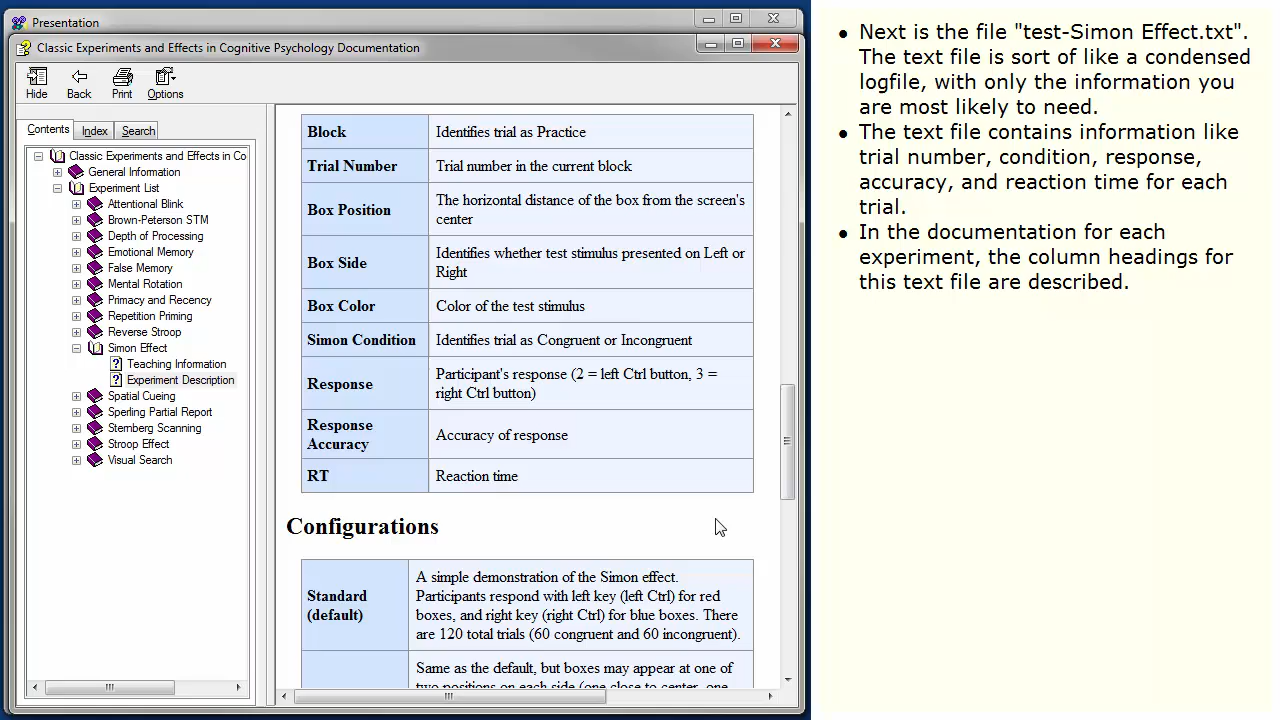 Presentation
Classic Experiments and Effects in Cognitive Psychology Documentation
Hide
Back
Print
Options
Contents
Index
Search
Classic Experiments and Effects in Co
General Information
Experiment List
Attentional Blink
Brown-Peterson STM
Depth of Processing
Emotional Memory
False Memory
Mental Rotation
Primacy and Recency
Repetition Priming
Reverse Stroop
Simon Effect
Teaching Information
Experiment Description
Spatial Cueing
Sperling Partial Report
Sternberg Scanning
Stroop Effect
Visual Search
Block
Identifies trial as Practice
Trial Number
Trial number in the current block
Box Position
The horizontal distance of the box from the screen's
center
Box Side
Identifies whether test stimulus presented on Left or
Right
Box Color
Color of the test stimulus
Simon Condition
Identifies trial as Congruent or Incongruent
Response
Participant's response (2 = left Ctrl button, 3 =
right Ctrl button)
Response
Accuracy
Accuracy of response
RT
Reaction time
Configurations
Standard
(default)
A simple demonstration of the Simon effect.
Participants respond with left key (left Ctrl) for red
boxes, and right key (right Ctrl) for blue boxes. There
are 120 total trials (60 congruent and 60 incongruent).
Same as the default, but boxes may appear at one of
two positions on each side (one close to center, one
● Next is the file "test-Simon Effect.txt".
The text file is sort of like a condensed
logfile, with only the information you
are most likely to need.
● The text file contains information like
trial number, condition, response,
accuracy, and reaction time for each
trial.
● In the documentation for each
experiment, the column headings for
this text file are described.